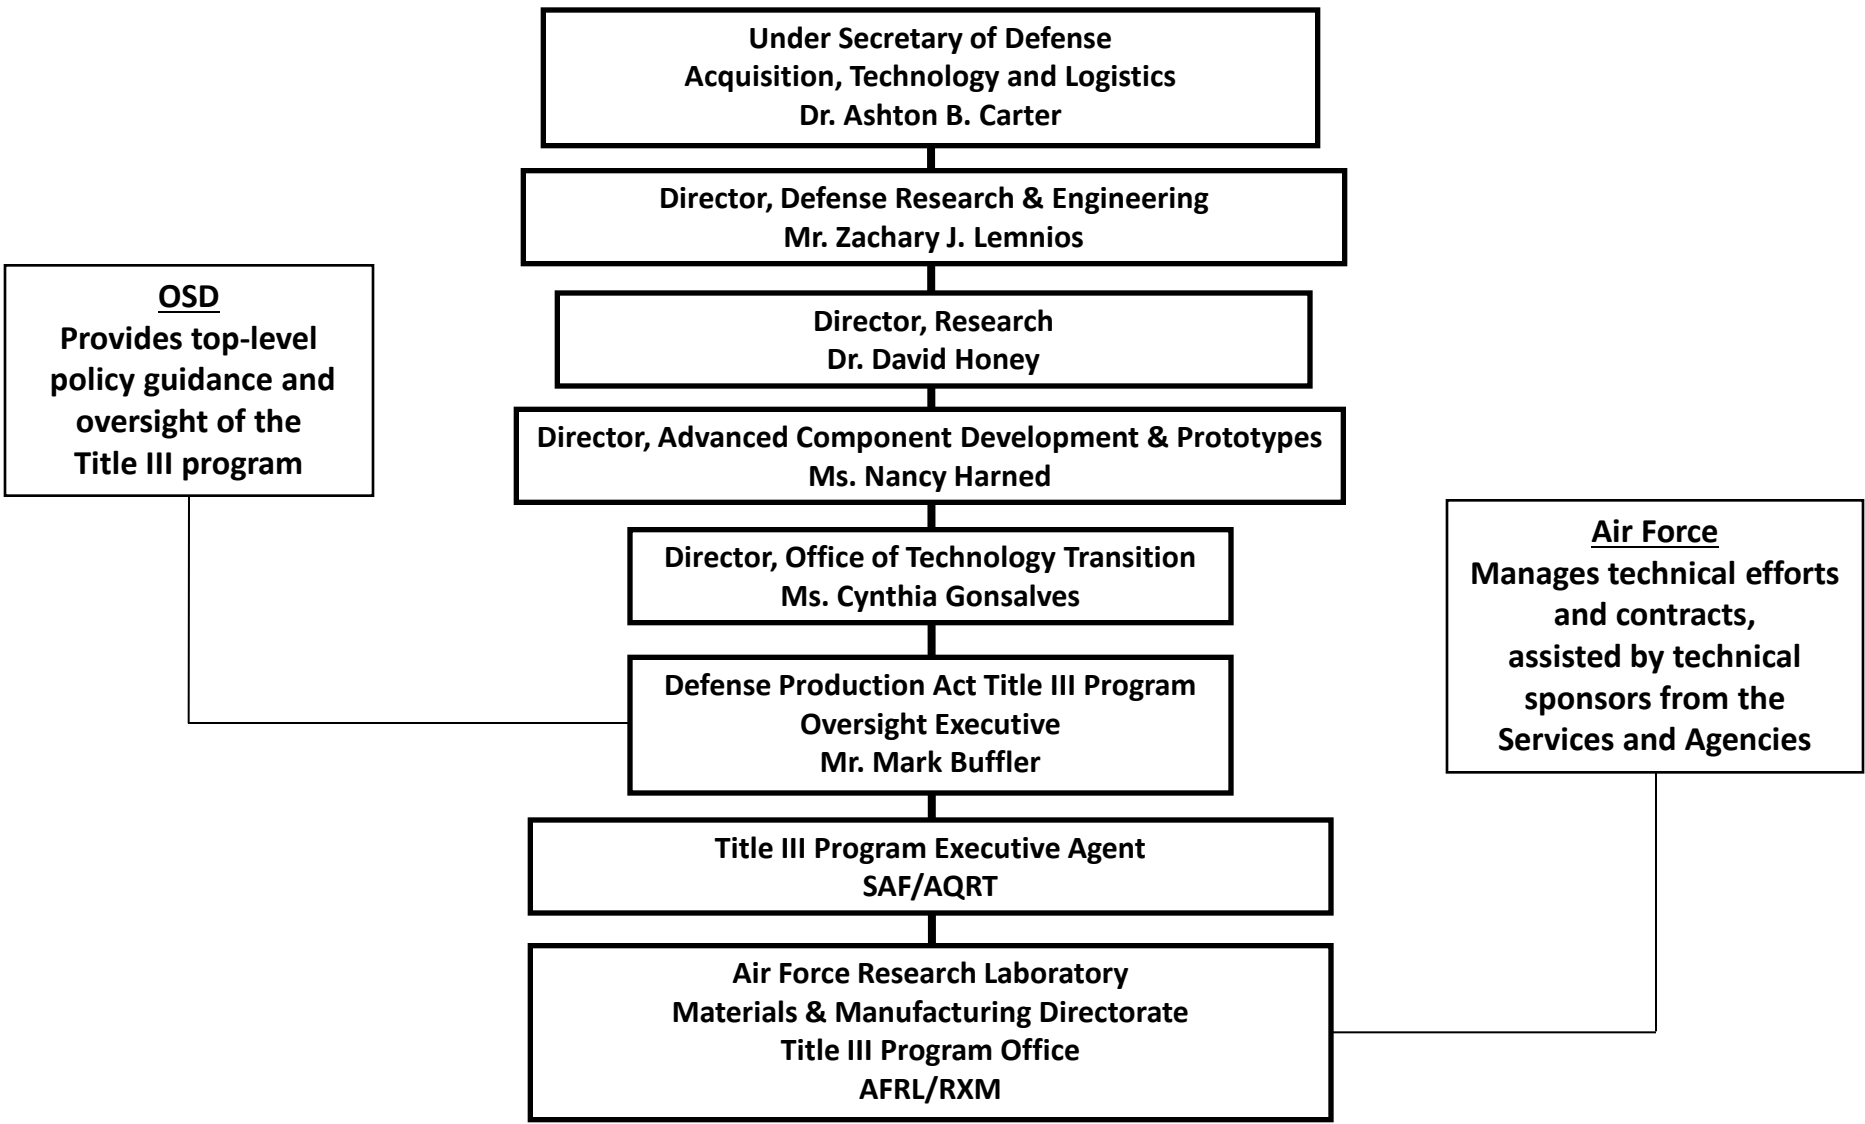 Under Secretary of Defense
Acquisition, Technology and Logistics
Dr. Ashton B. Carter
Director, Defense Research & Engineering
Mr. Zachary J. Lemnios
OSD
Provides top-level
policy guidance and
oversight of the
Title III program
Director, Research
Dr. David Honey
Director, Advanced Component Development & Prototypes
Ms. Nancy Harned
Director, Office of Technology Transition
Ms. Cynthia Gonsalves
Air Force
Manages technical efforts
and contracts,
assisted by technical
sponsors from the
Services and Agencies
Defense Production Act Title III Program
Oversight Executive
Mr. Mark Buffler
Title III Program Executive Agent
SAF/AQRT
Air Force Research Laboratory
Materials & Manufacturing Directorate
Title III Program Office
AFRL/RXM